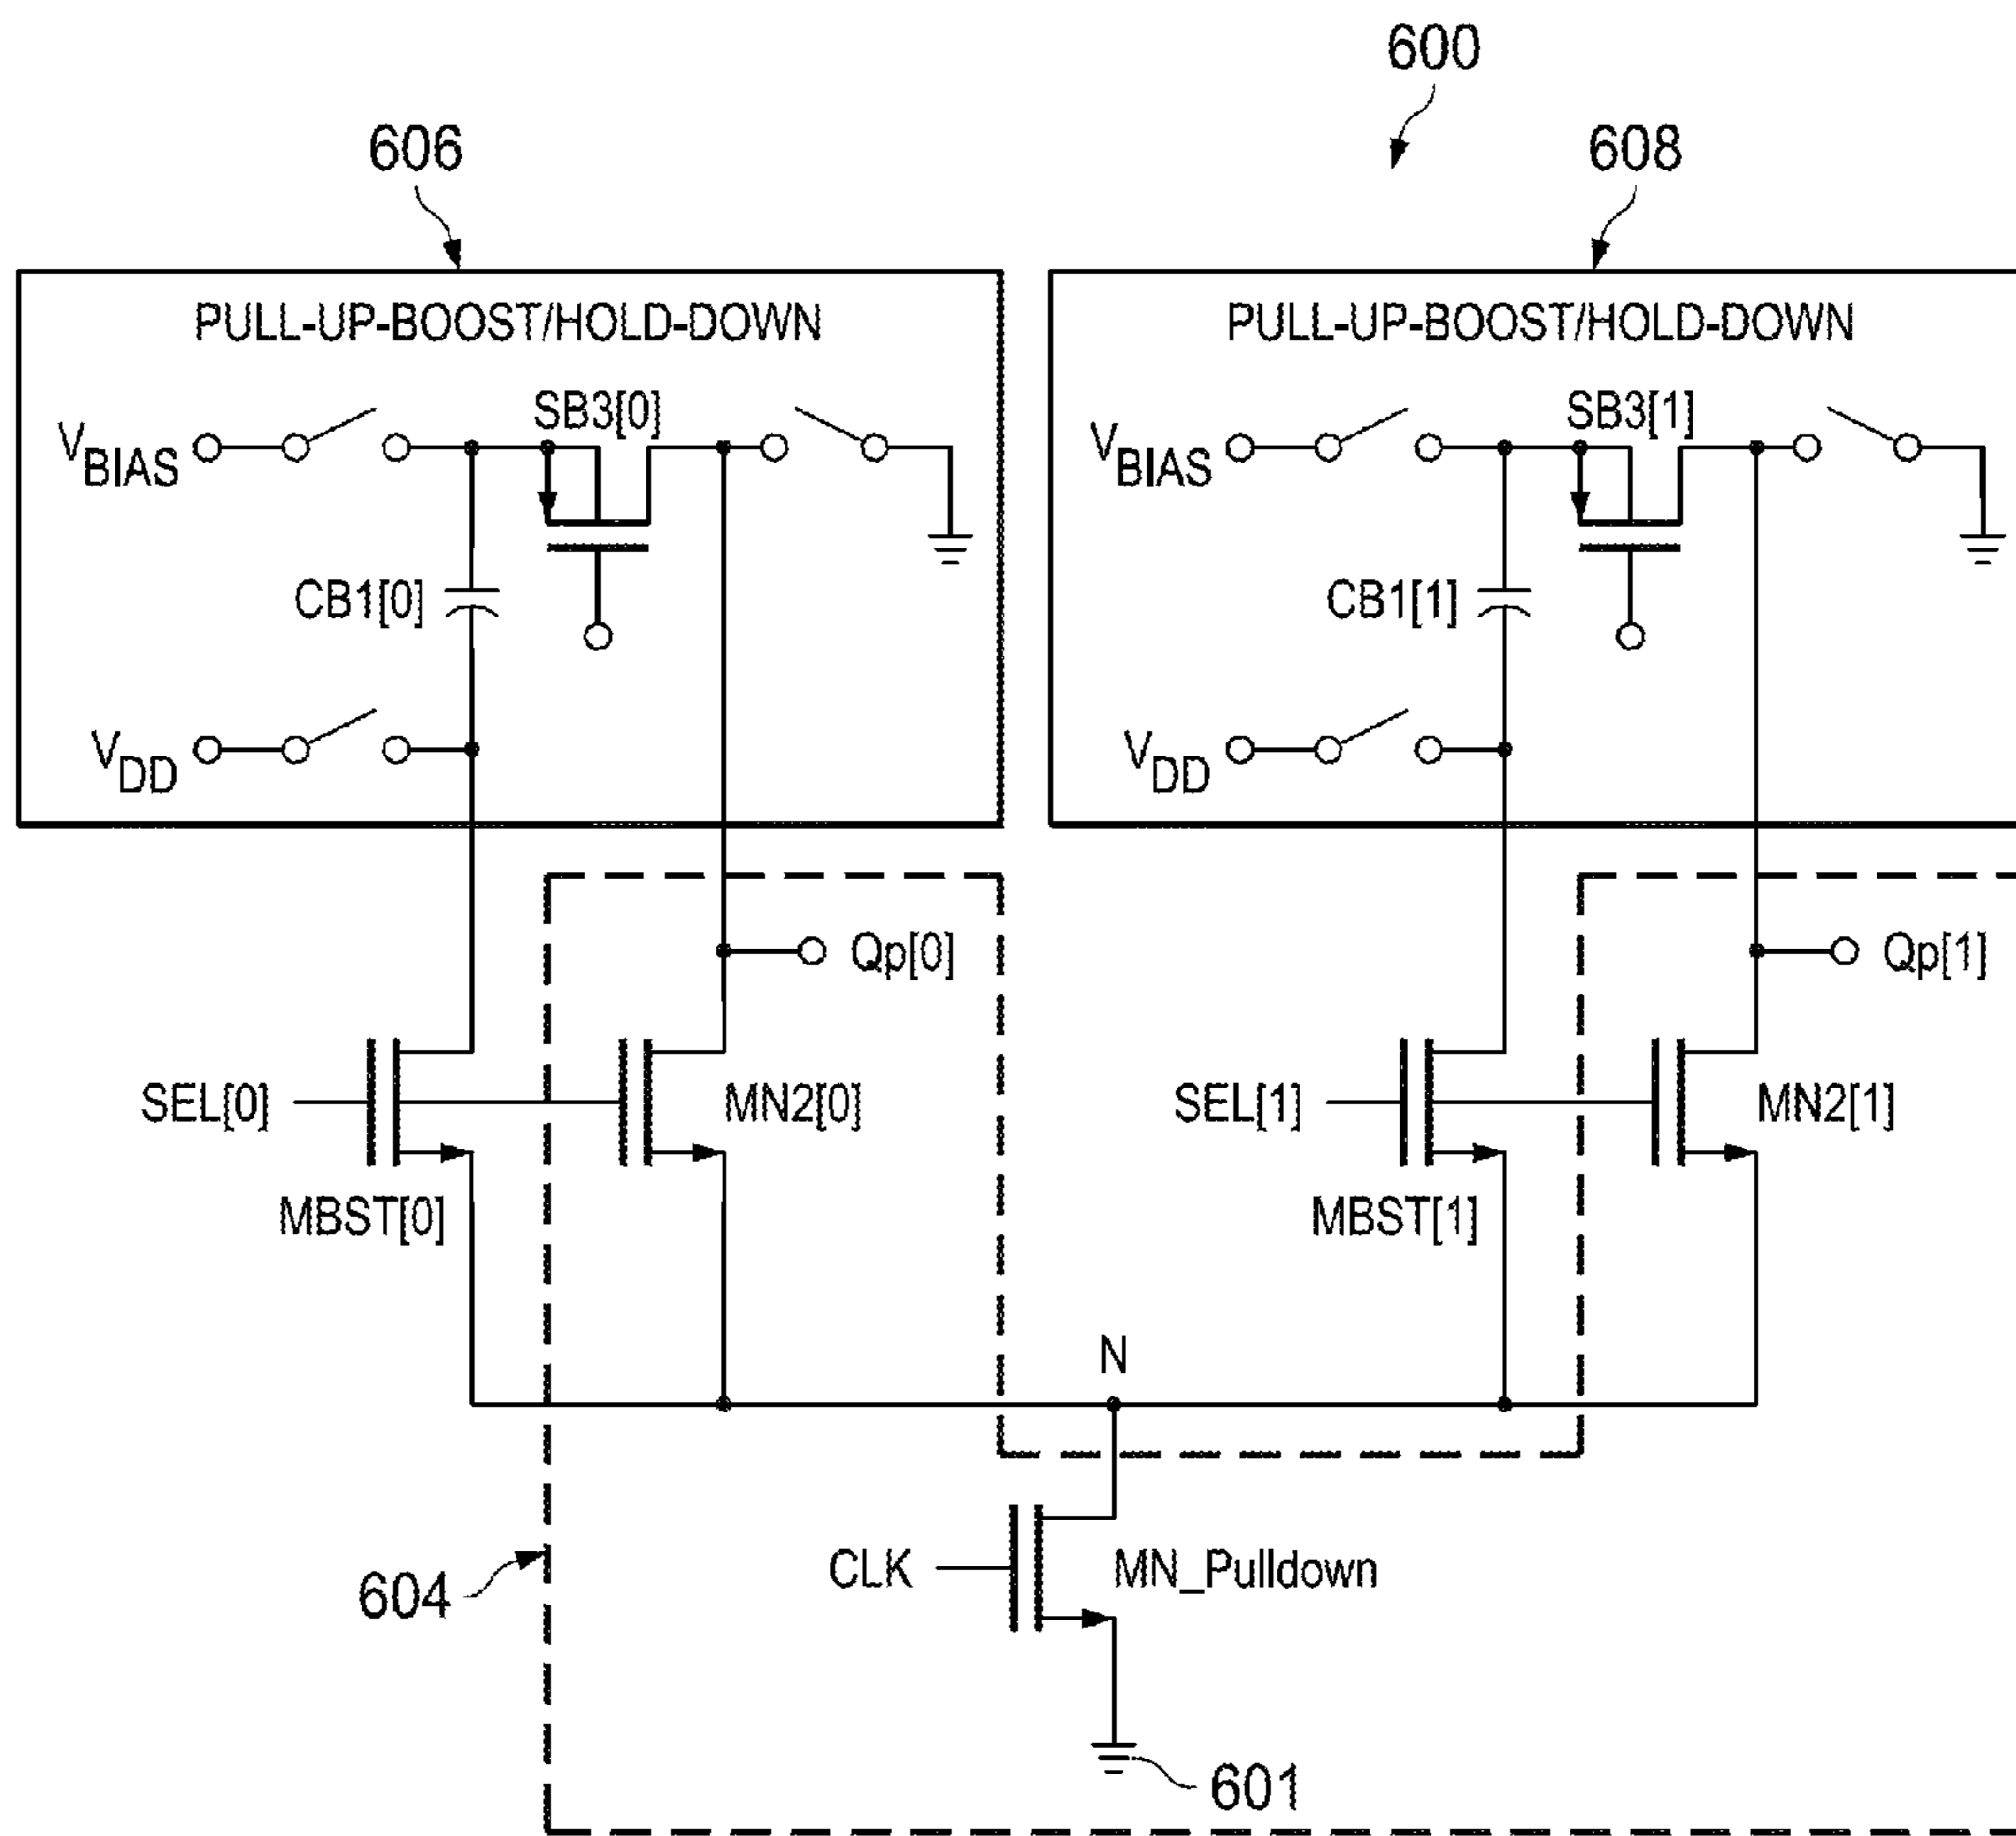 600
606
608
PULL-UP-BOOST/HOLD-DOWN
PULL-UP-BOOST/HOLD-DOWN
SB3[0]
SB3[1]
VBIAS
VBIAS
CB1[0]
CB1[1]
VDD
VDD
Qp[0]
Qp[1]
SEL[0]
MN2[0]
SEL[1]
MN2[1]
MBST[0]
MBST[1]
N
CLK
MN_Pulldown
604
601